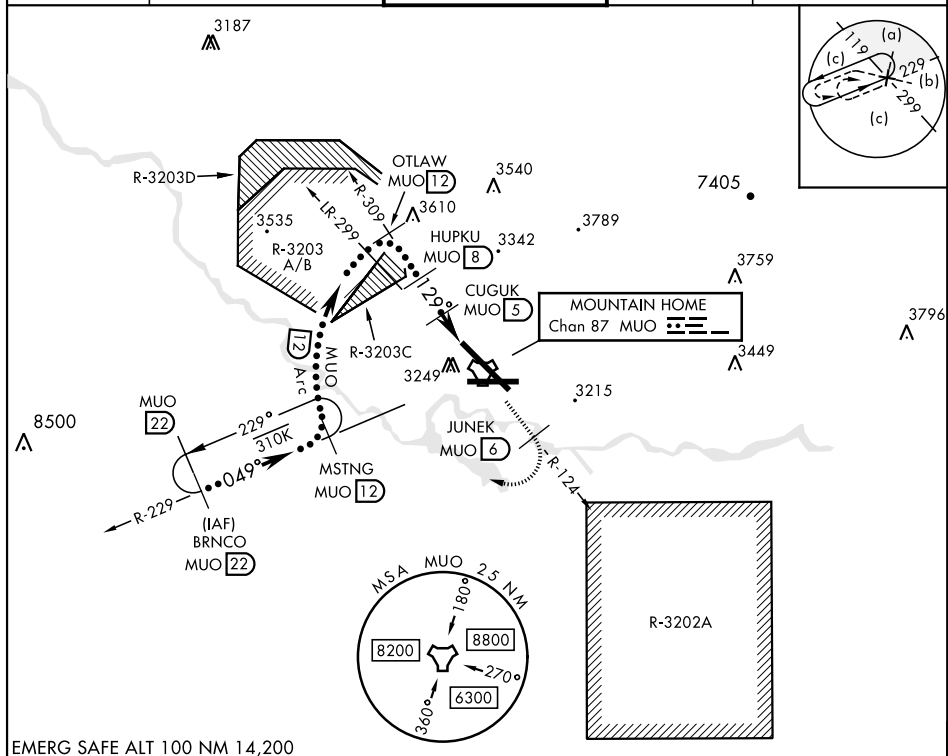 3187
(a)
119
(c)
229
(b)
299
(c)
R-3203D
OTLAW
MUO 12
R-309
LR-299
3540
7405
3535
3610
3789
R-3203
A/B
HUPKU
MUO 8
3342
129°
3759
CUGUK
MUO 5
MOUNTAIN HOME
Chan 87 MUO
3796
12
MUO
Arc
R-3203C
3249
3449
3215
MUO
22
8500
229°
310K
049°
JUNEK
MUO 6
MSTNG
MUO 12
R-124
R-229
(IAF)
BRNCO
MUO 22
MSA MUO 25 NM
180°
8200
8800
270°
6300
360°
R-3202A
EMERG SAFE ALT 100 NM 14,200